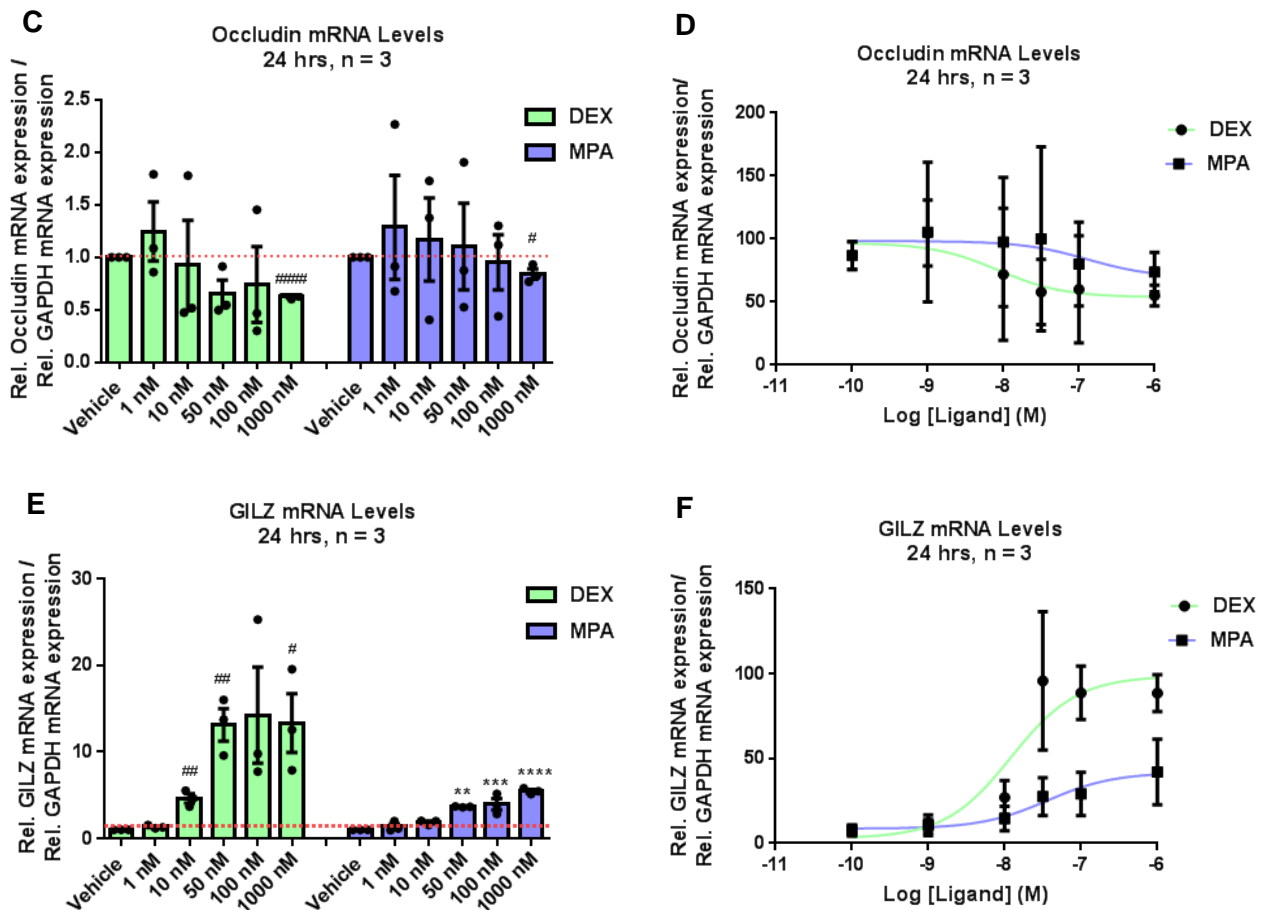 C
Occludin mRNA Levels
24 hrs, n = 3
Rel. Occludin mRNA expression /
Rel. GAPDH mRNA expression
2.5
2.0
1.5
1.0
0.5
0.0
####
#
DEX
MPA
Vehicle
1 nM
10 nM
50 nM
100 nM
1000 nM
Vehicle
1 nM
10 nM
50 nM
100 nM
1000 nM
D
Occludin mRNA Levels
24 hrs, n = 3
Rel. Occludin mRNA expression/
Rel. GAPDH mRNA expression
200
150
100
50
0
-11
-10
-9
-8
-7
-6
Log [Ligand] (M)
DEX
MPA
E
GILZ mRNA Levels
24 hrs, n = 3
Rel. GILZ mRNA expression /
Rel. GAPDH mRNA expression
30
20
10
0
##
##
#
**
***
****
DEX
MPA
Vehicle
1 nM
10 nM
50 nM
100 nM
1000 nM
Vehicle
1 nM
10 nM
50 nM
100 nM
1000 nM
F
GILZ mRNA Levels
24 hrs, n = 3
Rel. GILZ mRNA expression/
Rel. GAPDH mRNA expression
150
100
50
0
-11
-10
-9
-8
-7
-6
Log [Ligand] (M)
DEX
MPA